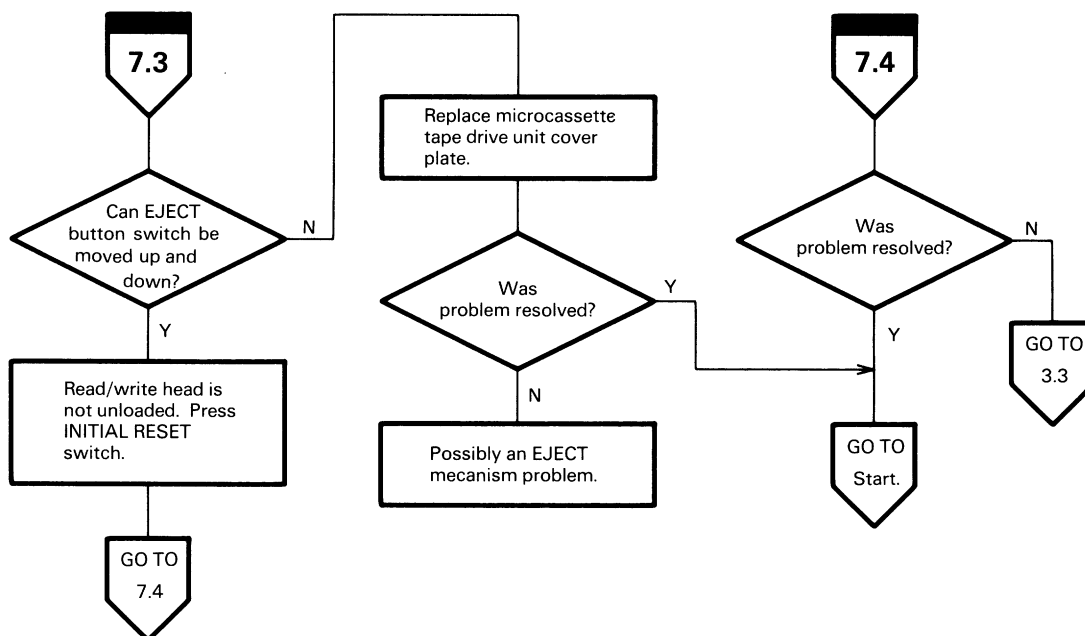 7.3
Can EJECT
button switch be
moved up and
down?
N
Y
Read/write head is
not unloaded. Press
INITIAL RESET
switch.
GO TO
7.4
Replace microcassette
tape drive unit cover
plate.
Was
problem resolved?
Y
N
Possibly an EJECT
mecanism problem.
7.4
Was
problem resolved?
N
Y
GO TO
3.3
GO TO
Start.